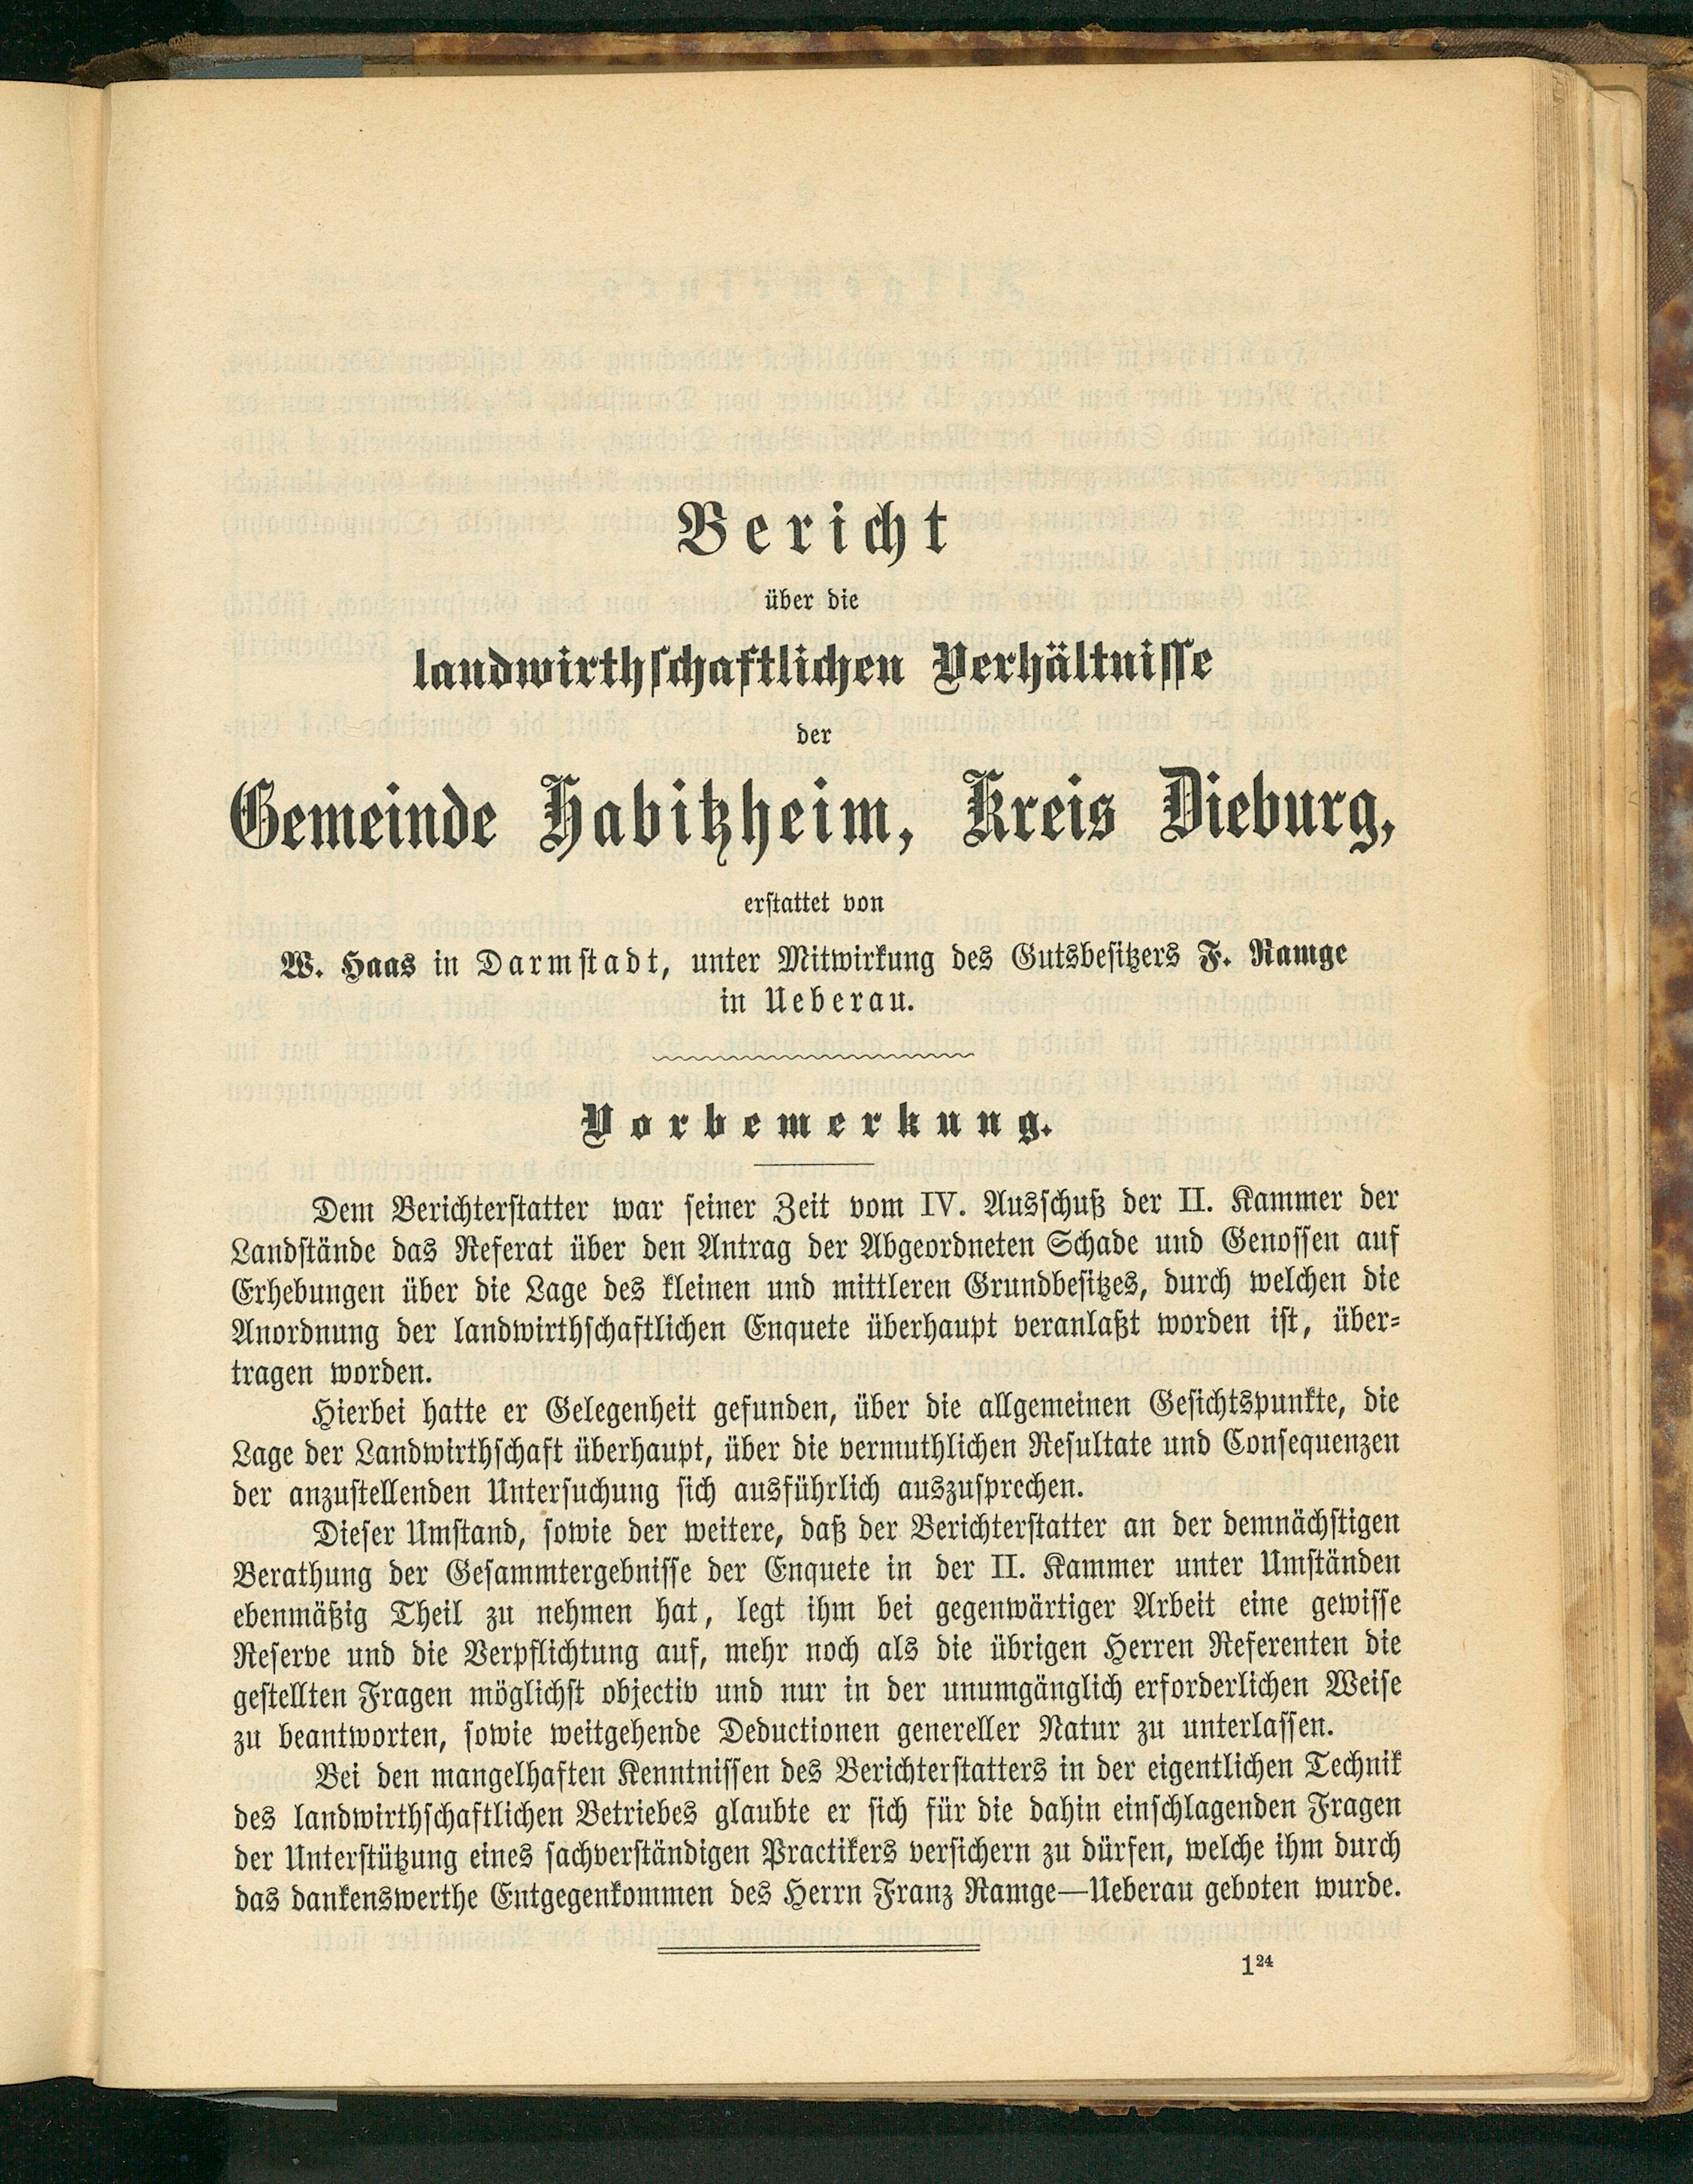 Bericht
über die
landwirthschaftlichen Verhältnisse
der
Gemeinde Habitzheim, Kreis Dieburg,
erstattet von
W. Haas in Darmstadt, unter Mitwirkung des Gutsbesitzers F. Ramge
in Ueberau.
Vorbemerkung.
Dem Berichterstatter war seiner Zeit vom IV. Ausschuß der II. Kammer der
Landstände das Referat über den Antrag der Abgeordneten Schade und Genossen auf
Erhebungen über die Lage des kleinen und mittleren Grundbesitzes, durch welchen die
Anordnung der landwirthschaftlichen Enquete überhaupt veranlaßt worden ist, über-
tragen worden.
Hierbei hatte er Gelegenheit gefunden, über die allgemeinen Gesichtspunkte, die
Lage der Landwirthschaft überhaupt, über die vermuthlichen Resultate und Consequenzen
der anzustellenden Untersuchung sich ausführlich auszusprechen.
Dieser Umstand, sowie der weitere, daß der Berichterstatter an der demnächstigen
Berathung der Gesammtergebnisse der Enquete in der II. Kammer unter Umständen
ebenmäßig Theil zu nehmen hat, legt ihm bei gegenwärtiger Arbeit eine gewisse
Reserve und die Verpflichtung auf, mehr noch als die übrigen Herren Referenten die
gestellten Fragen möglichst objectiv und nur in der unumgänglich erforderlichen Weise
zu beantworten, sowie weitgehende Deductionen genereller Natur zu unterlassen.
Bei den mangelhaften Kenntnissen des Berichterstatters in der eigentlichen Technik
des landwirthschaftlichen Betriebes glaubte er sich für die dahin einschlagenden Fragen
der Unterstützung eines sachverständigen Practikers versichern zu dürfen, welche ihm durch
das dankenswerthe Entgegenkommen des Herrn Franz Ramge—Ueberau geboten wurde.
1²⁴